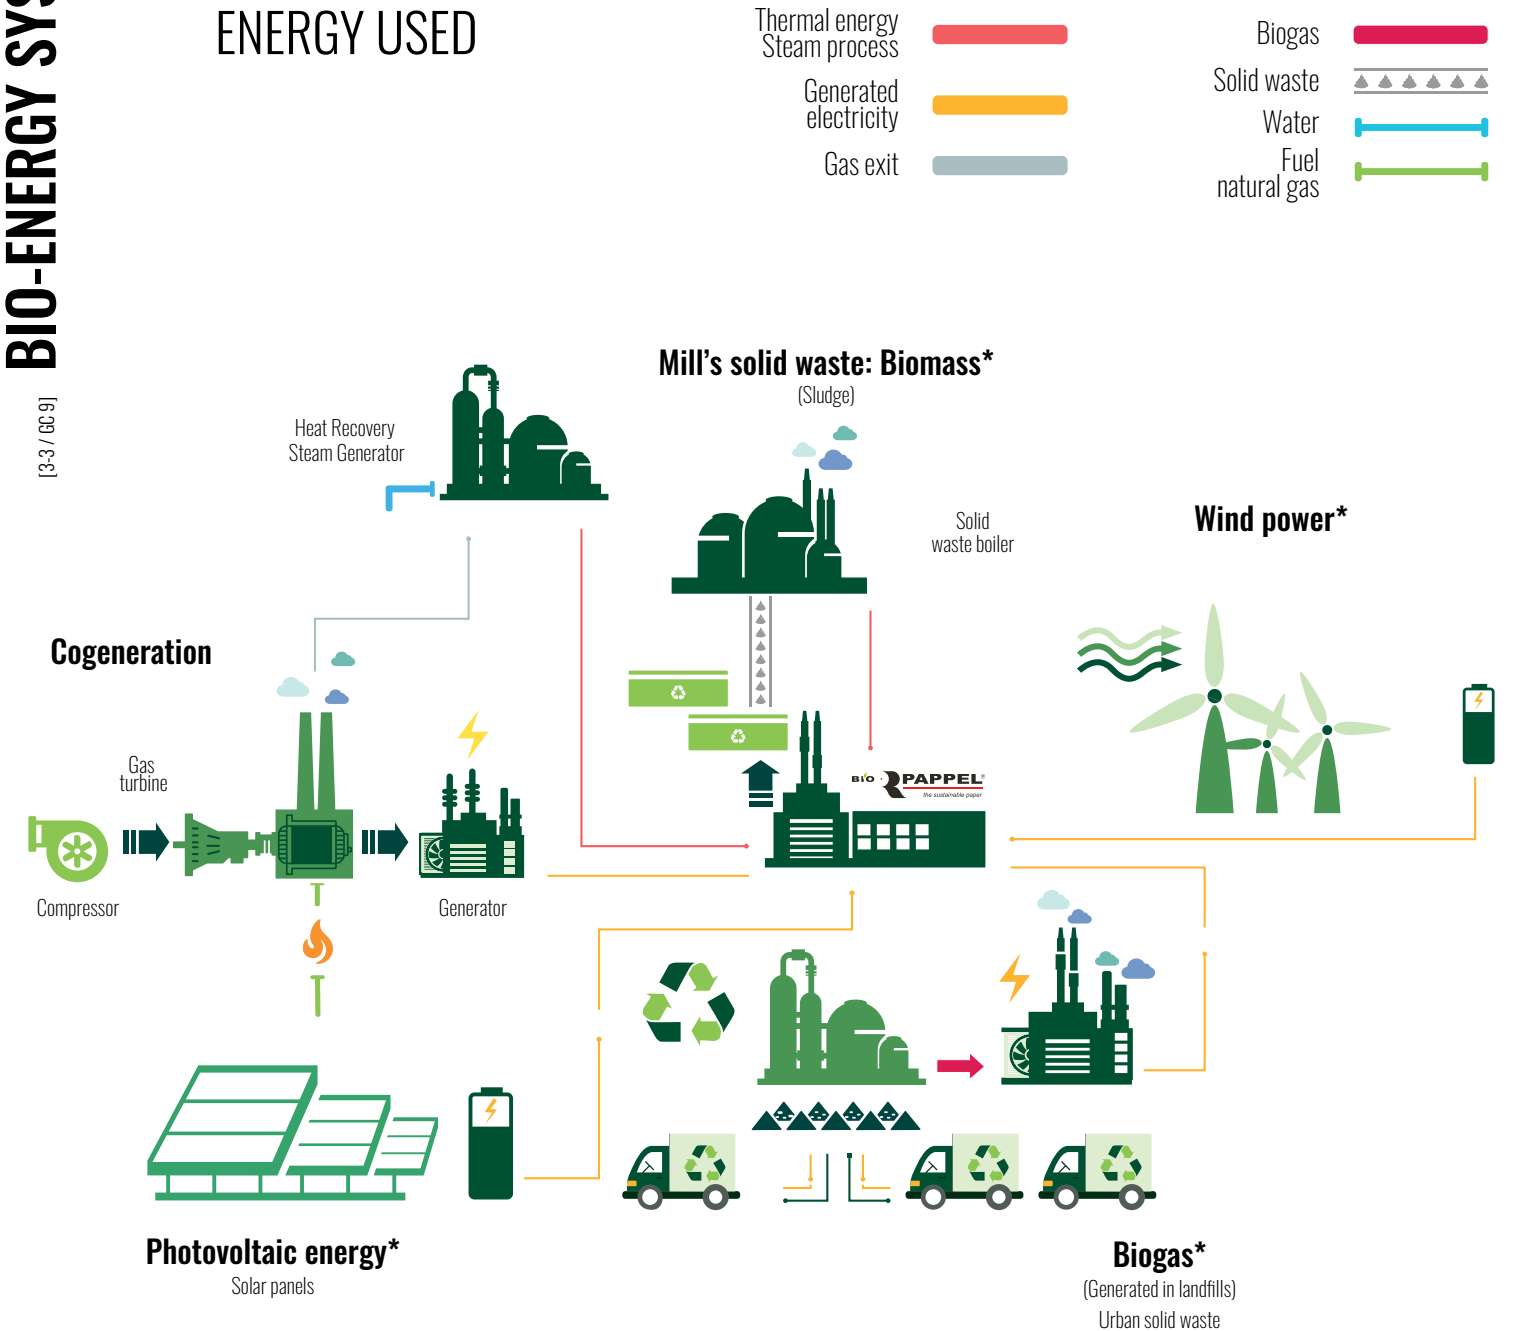 BIO-ENERGY SYS
[3-3 / GC 9]
ENERGY USED
Thermal energy
Steam process
Generated
electricity
Gas exit
Biogas
Solid waste
Water
Fuel
natural gas
Mill's solid waste: Biomass*
(Sludge)
Heat Recovery
Steam Generator
Solid
waste boiler
Wind power*
Cogeneration
Gas
turbine
BIO PAPPEL®
the sustainable paper
Compressor
Generator
Photovoltaic energy*
Solar panels
Biogas*
(Generated in landfills)
Urban solid waste